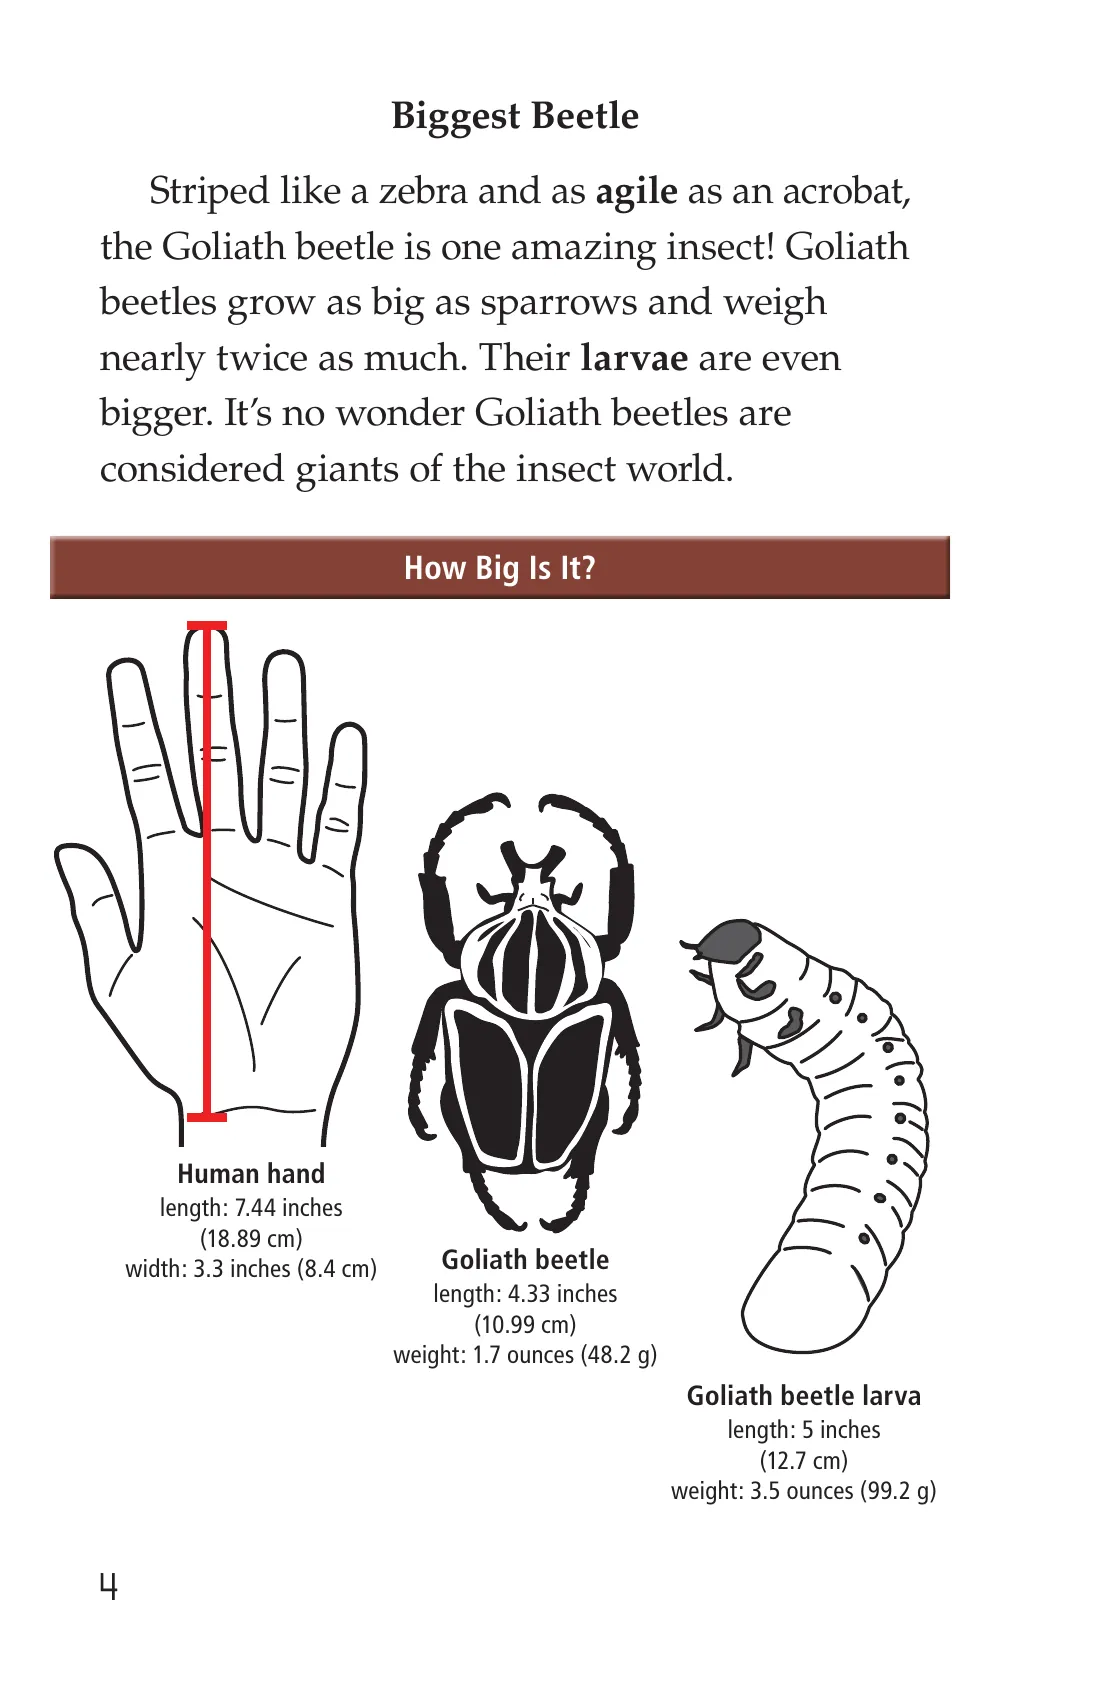 Biggest Beetle
Striped like a zebra and as agile as an acrobat,
the Goliath beetle is one amazing insect! Goliath
beetles grow as big as sparrows and weigh
nearly twice as much. Their larvae are even
bigger. It’s no wonder Goliath beetles are
considered giants of the insect world.
How Big Is It?
Human hand
length: 7.44 inches
(18.89 cm)
width: 3.3 inches (8.4 cm)
Goliath beetle
length: 4.33 inches
(10.99 cm)
weight: 1.7 ounces (48.2 g)
Goliath beetle larva
length: 5 inches
(12.7 cm)
weight: 3.5 ounces (99.2 g)
4